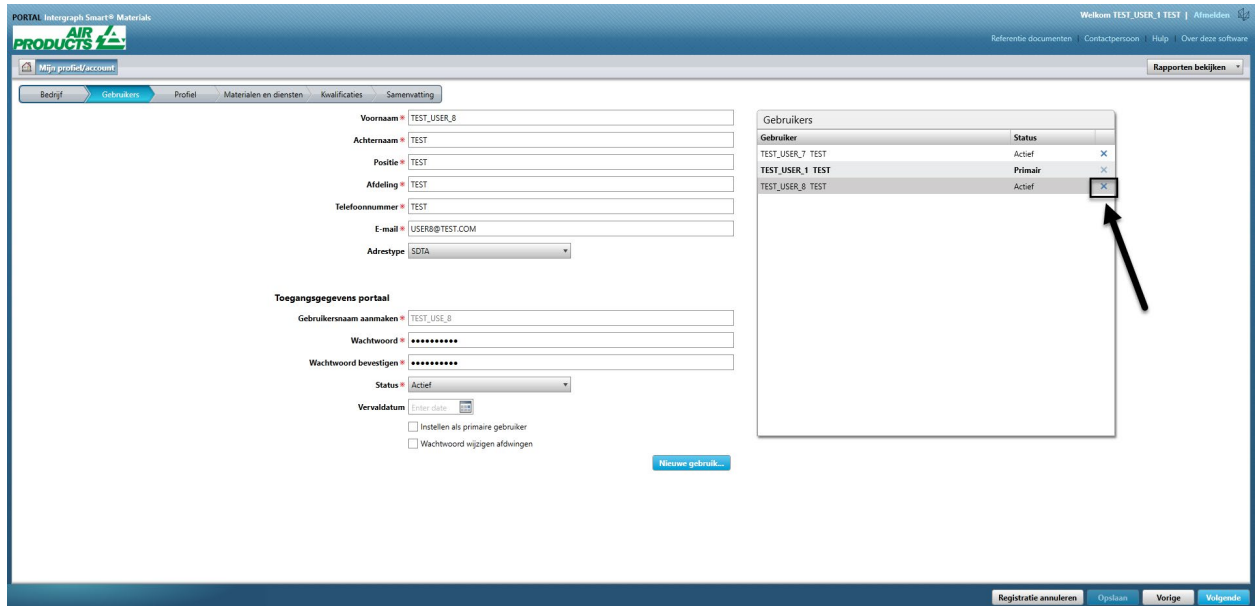 PORTAL Intergraph Smart® Materials
Welkom TEST_USER_1 TEST | Afmelden
AIR PRODUCTS
Referentie documenten | Contactpersoon | Hulp | Over deze software
Mijn profiel/account
Rapporten bekijken
Bedrijf
Gebruikers
Profiel
Materialen en diensten
Kwalificaties
Samenvatting
Voornaam * TEST_USER_8
Achternaam * TEST
Positie * TEST
Afdeling * TEST
Telefoonnummer * TEST
E-mail * USER8@TEST.COM
Adrestype SDTA
Toegangsgegevens portaal
Gebruikersnaam aanmaken * TEST_USE_8
Wachtwoord * ••••••••••
Wachtwoord bevestigen * ••••••••••
Status * Actief
Vervaldatum Enter date
Instellen als primaire gebruiker
Wachtwoord wijzigen afdwingen
Nieuwe gebruik...
Gebruikers
Gebruiker Status
TEST_USER_7 TEST Actief
TEST_USER_1 TEST Primair
TEST_USER_8 TEST Actief
Registratie annuleren
Opslaan
Vorige
Volgende